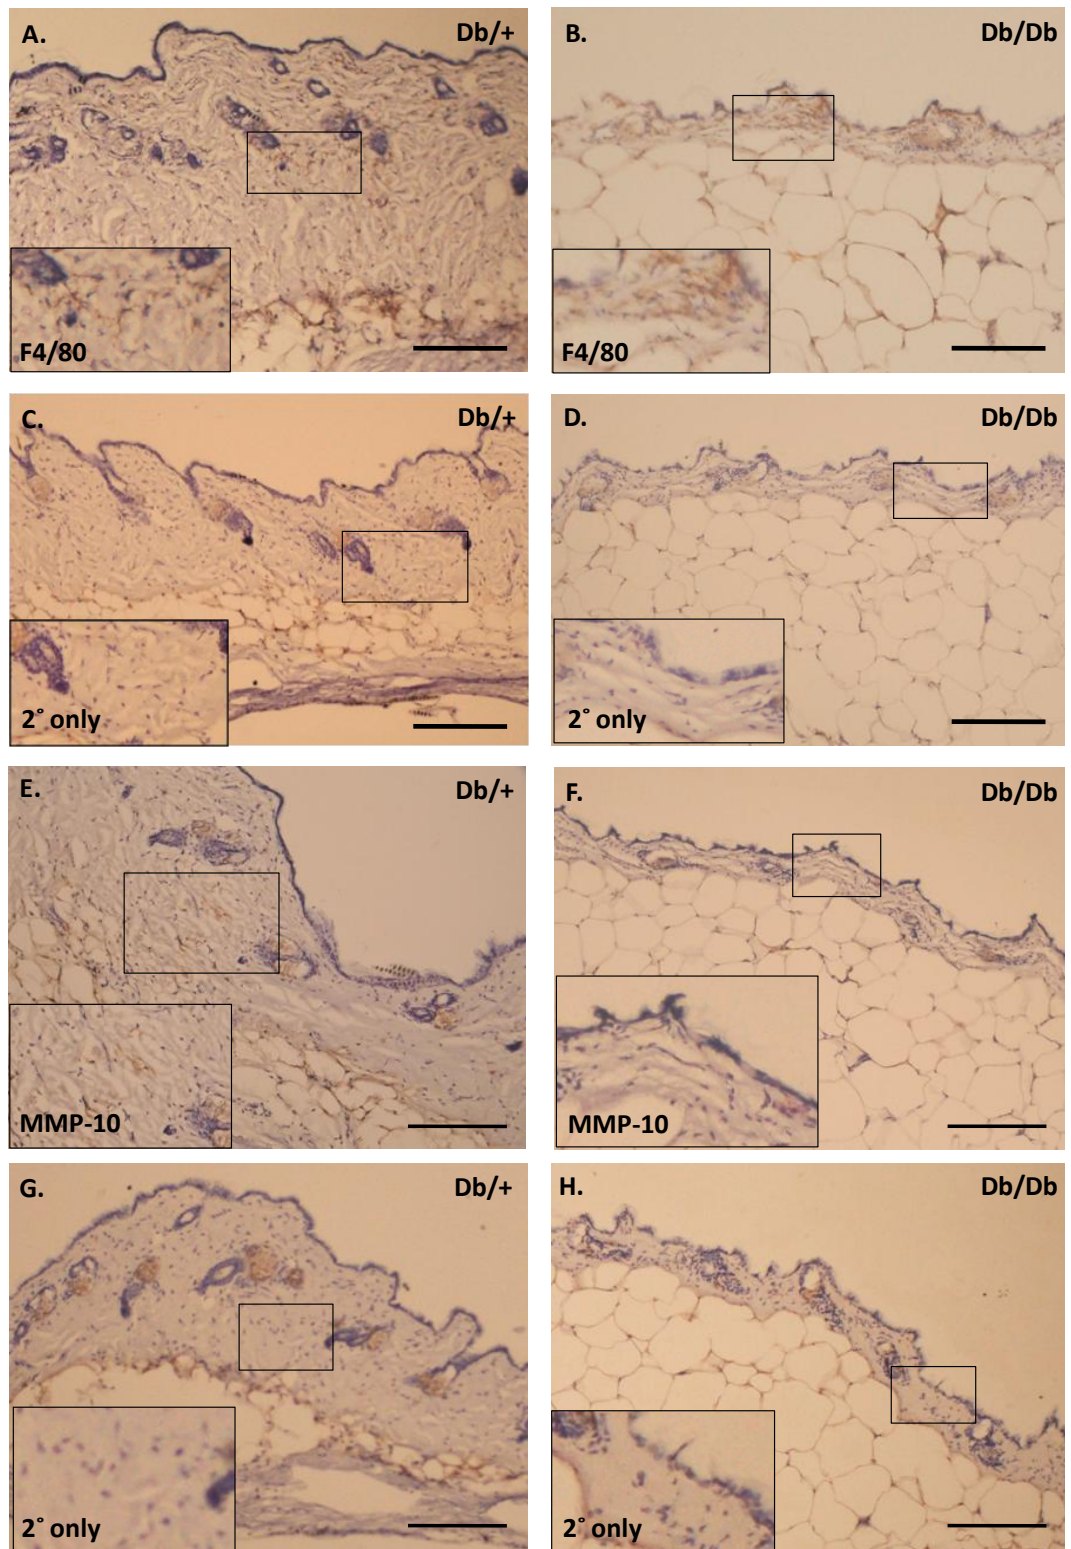 A. Db/+
F4/80
B. Db/Db
F4/80
C. Db/+
2° only
D. Db/Db
2° only
E. Db/+
MMP-10
F. Db/Db
MMP-10
G. Db/+
2° only
H. Db/Db
2° only